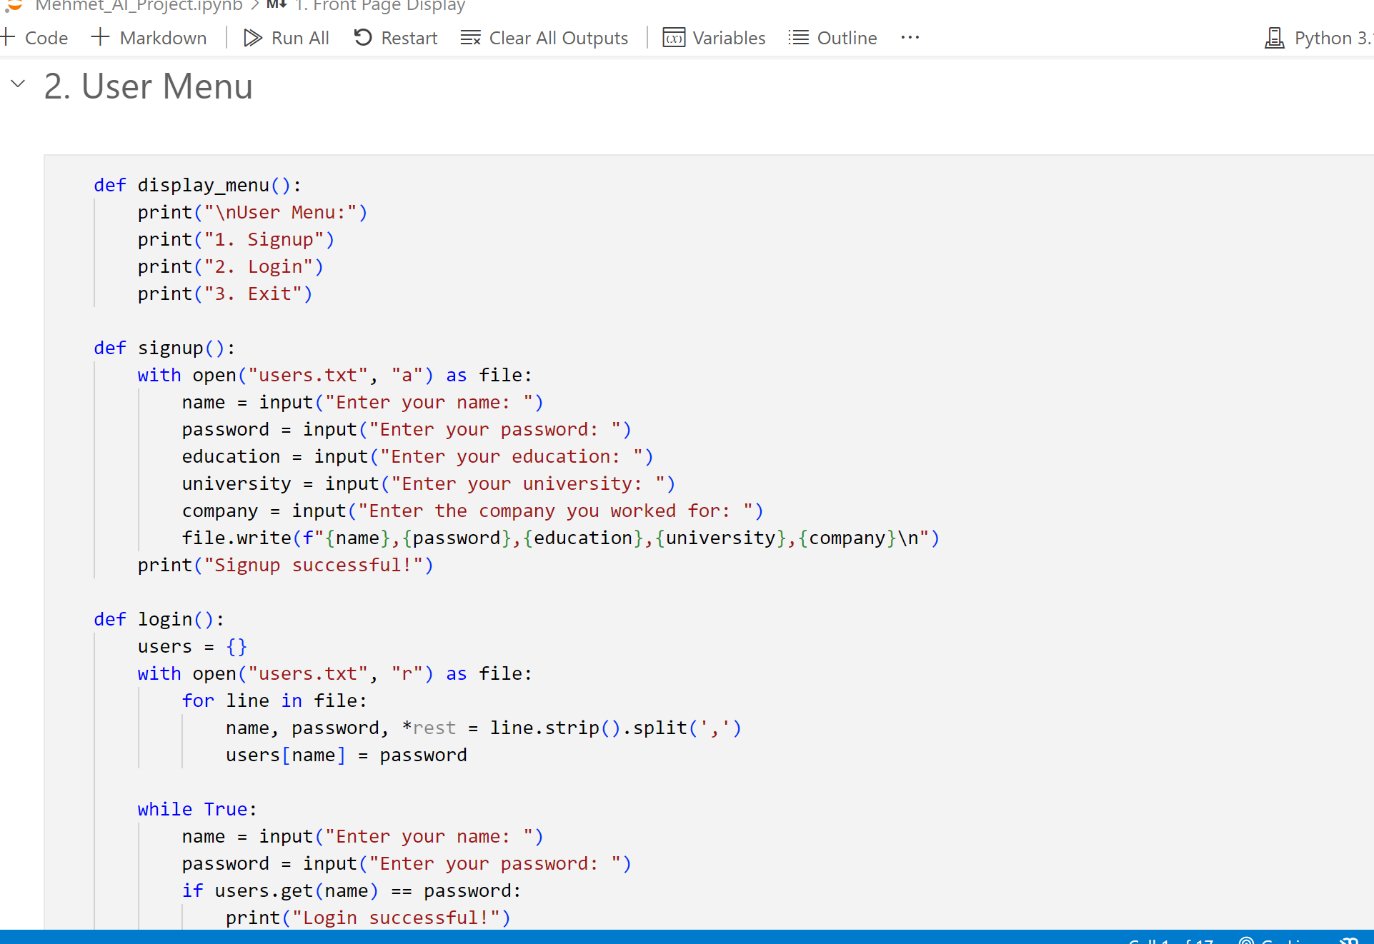 Mehmet_AI_Project.ipynb > M↓ 1. Front Page Display
+ Code + Markdown Run All Restart Clear All Outputs Variables Outline ··· Python 3.
2. User Menu
def display_menu():
    print("\nUser Menu:")
    print("1. Signup")
    print("2. Login")
    print("3. Exit")
def signup():
    with open("users.txt", "a") as file:
        name = input("Enter your name: ")
        password = input("Enter your password: ")
        education = input("Enter your education: ")
        university = input("Enter your university: ")
        company = input("Enter the company you worked for: ")
        file.write(f"{name},{password},{education},{university},{company}\n")
    print("Signup successful!")
def login():
    users = {}
    with open("users.txt", "r") as file:
        for line in file:
            name, password, *rest = line.strip().split(',')
            users[name] = password
    while True:
        name = input("Enter your name: ")
        password = input("Enter your password: ")
        if users.get(name) == password:
            print("Login successful!")